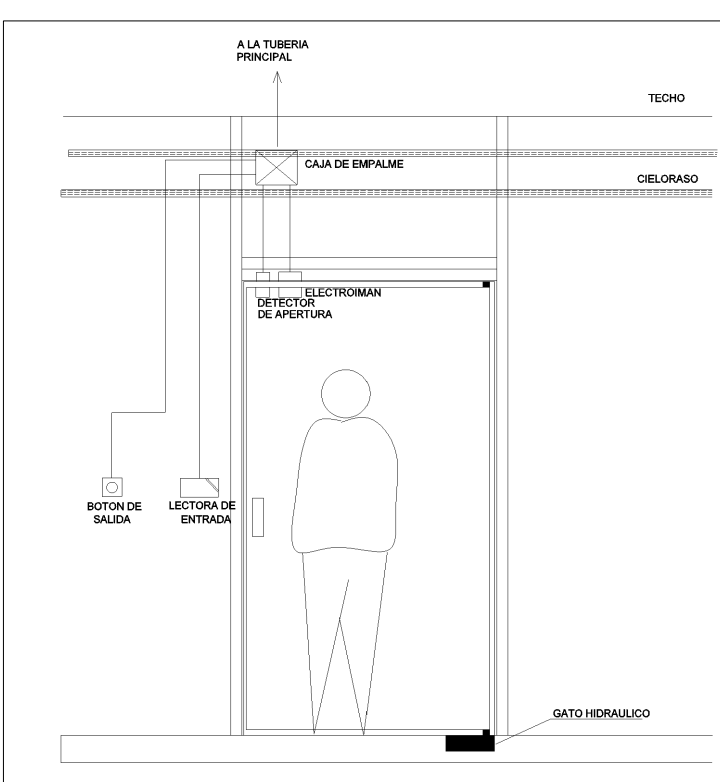 A LA TUBERIA
PRINCIPAL
TECHO
CAJA DE EMPALME
CIELORASO
ELECTROIMAN
DETECTOR
DE APERTURA
BOTON DE
SALIDA
LECTORA DE
ENTRADA
GATO HIDRAULICO